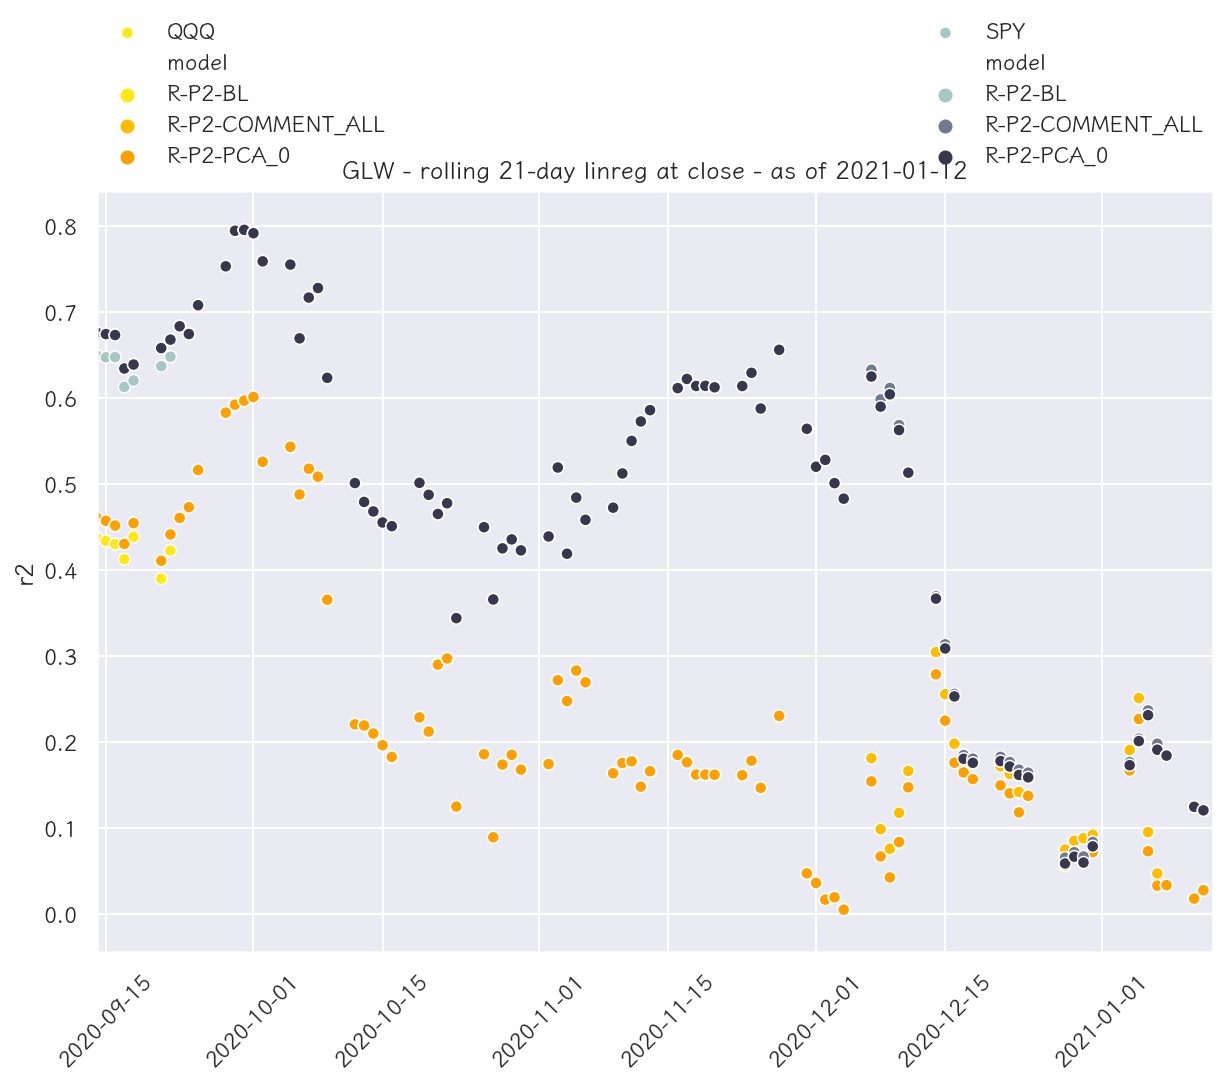 QQQ
model
R-P2-BL
R-P2-COMMENT_ALL
R-P2-PCA_0
SPY
model
R-P2-BL
R-P2-COMMENT_ALL
R-P2-PCA_0
GLW - rolling 21-day linreg at close - as of 2021-01-12
r2
0.8
0.7
0.6
0.5
0.4
0.3
0.2
0.1
0.0
2020-09-15
2020-10-01
2020-10-15
2020-11-01
2020-11-15
2020-12-01
2020-12-15
2021-01-01